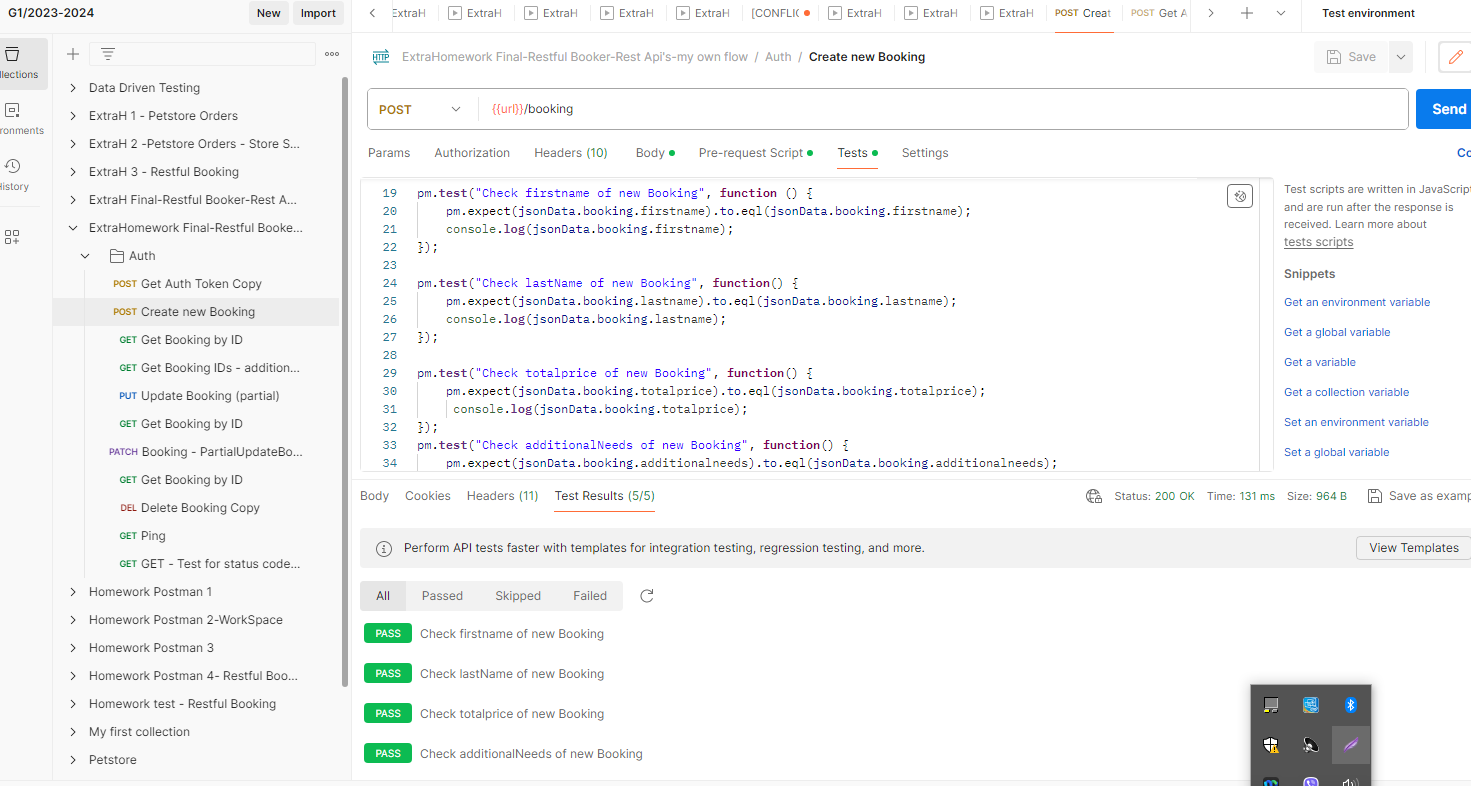 G1/2023-2024
New
Import
ExtraH
ExtraH
ExtraH
ExtraH
ExtraH
[CONFLIC
ExtraH
ExtraH
ExtraH
POST Creat
POST Get A
Test environment
llections
ronments
History
Data Driven Testing
ExtraH 1 - Petstore Orders
ExtraH 2 -Petstore Orders - Store S...
ExtraH 3 - Restful Booking
ExtraH Final-Restful Booker-Rest A...
ExtraHomework Final-Restful Booke...
Auth
POST Get Auth Token Copy
POST Create new Booking
GET Get Booking by ID
GET Get Booking IDs - addition...
PUT Update Booking (partial)
GET Get Booking by ID
PATCH Booking - PartialUpdateBo...
GET Get Booking by ID
DEL Delete Booking Copy
GET Ping
GET GET - Test for status code...
Homework Postman 1
Homework Postman 2-WorkSpace
Homework Postman 3
Homework Postman 4- Restful Boo...
Homework test - Restful Booking
My first collection
Petstore
HTTP ExtraHomework Final-Restful Booker-Rest Api's-my own flow / Auth / Create new Booking
Save
POST
{{url}}/booking
Send
Params
Authorization
Headers (10)
Body
Pre-request Script
Tests
Settings
Co
19 pm.test("Check firstname of new Booking", function () {
20 pm.expect(jsonData.booking.firstname).to.eql(jsonData.booking.firstname);
21 console.log(jsonData.booking.firstname);
22 });
23
24 pm.test("Check lastName of new Booking", function() {
25 pm.expect(jsonData.booking.lastname).to.eql(jsonData.booking.lastname);
26 console.log(jsonData.booking.lastname);
27 });
28
29 pm.test("Check totalprice of new Booking", function() {
30 pm.expect(jsonData.booking.totalprice).to.eql(jsonData.booking.totalprice);
31 console.log(jsonData.booking.totalprice);
32 });
33 pm.test("Check additionalNeeds of new Booking", function() {
34 pm.expect(jsonData.booking.additionalneeds).to.eql(jsonData.booking.additionalneeds);
Test scripts are written in JavaScript
and are run after the response is
received. Learn more about
tests scripts
Snippets
Get an environment variable
Get a global variable
Get a variable
Get a collection variable
Set an environment variable
Set a global variable
Body
Cookies
Headers (11)
Test Results (5/5)
Status: 200 OK
Time: 131 ms
Size: 964 B
Save as examp
Perform API tests faster with templates for integration testing, regression testing, and more.
View Templates
All
Passed
Skipped
Failed
PASS Check firstname of new Booking
PASS Check lastName of new Booking
PASS Check totalprice of new Booking
PASS Check additionalNeeds of new Booking